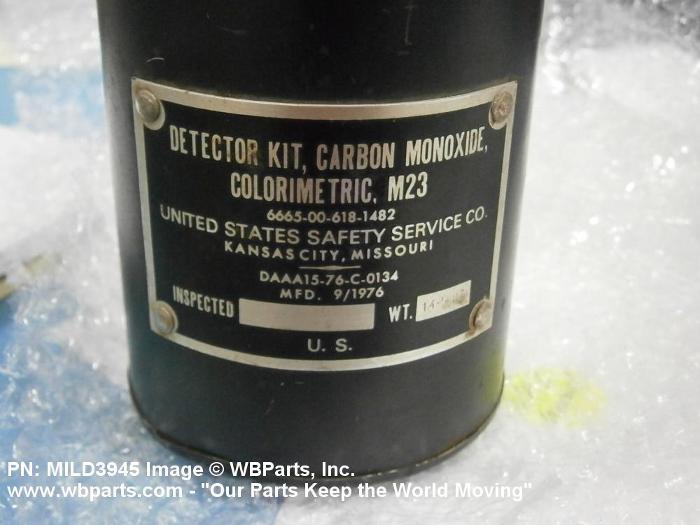 DETECTOR KIT, CARBON MONOXIDE,
COLORIMETRIC, M23
6665-00-618-1482
UNITED STATES SAFETY SERVICE CO.
KANSAS CITY, MISSOURI
DAAA15-76-C-0134
MFD. 9/1976
INSPECTED WT.
U. S.
PN: MILD3945 Image © WBParts, Inc.
www.wbparts.com - "Our Parts Keep the World Moving"